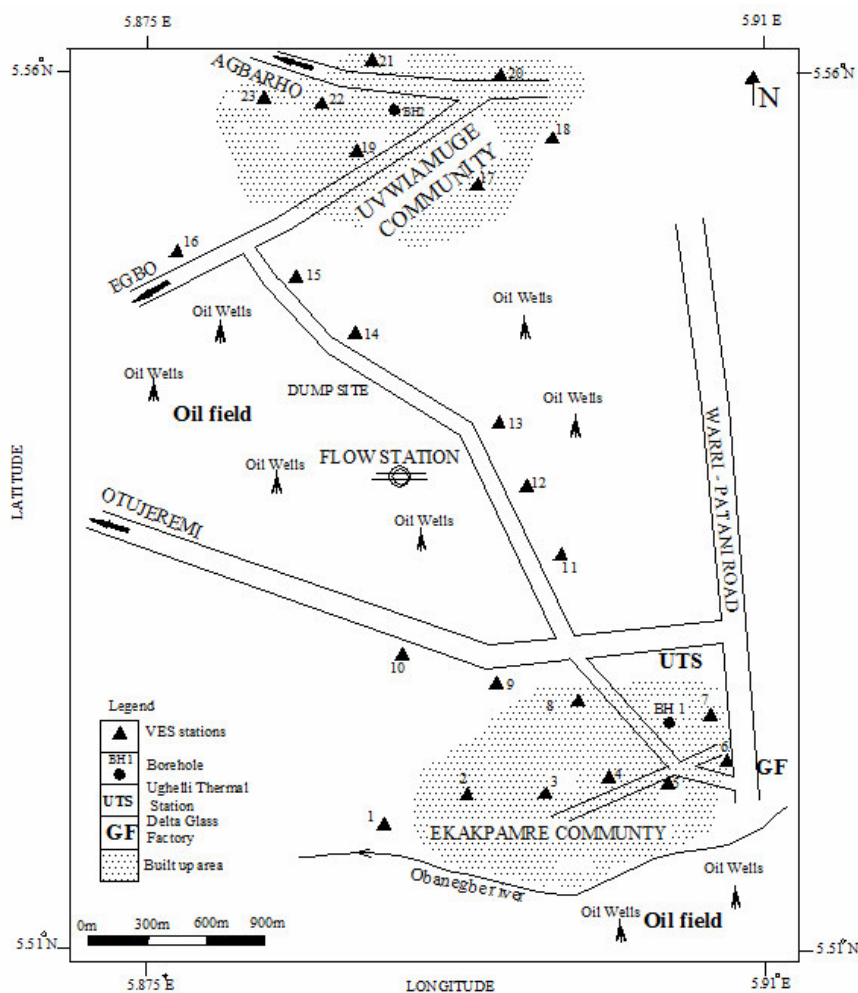 5.875 E
5.91 E
5.56°N
5.56°N
21
20
AGBARHO
23
22
BH2
N
18
19
UVWIAMUGE
COMMUNITY
17
16
EGBO
15
Oil Wells
Oil Wells
14
Oil Wells
DUMP SITE
Oil Wells
Oil field
13
WARRI - PATANI ROAD
FLOW STATION
Oil Wells
12
LATITUDE
OTUJEREMI
Oil Wells
11
10
UTS
9
8
BH 1
7
Legend
VES stations
BH1
Borehole
UTS
Ughelli Thermal
Station
GF
Delta Glass
Factory
Built up area
6
GF
2
3
4
5
1
EKAKPAMRE COMMUNTY
Obanegber river
Oil Wells
Oil Wells
Oil field
0m
300m
600m
900m
5.51°N
5.51°N
5.875 E
LONGITUDE
5.91°E